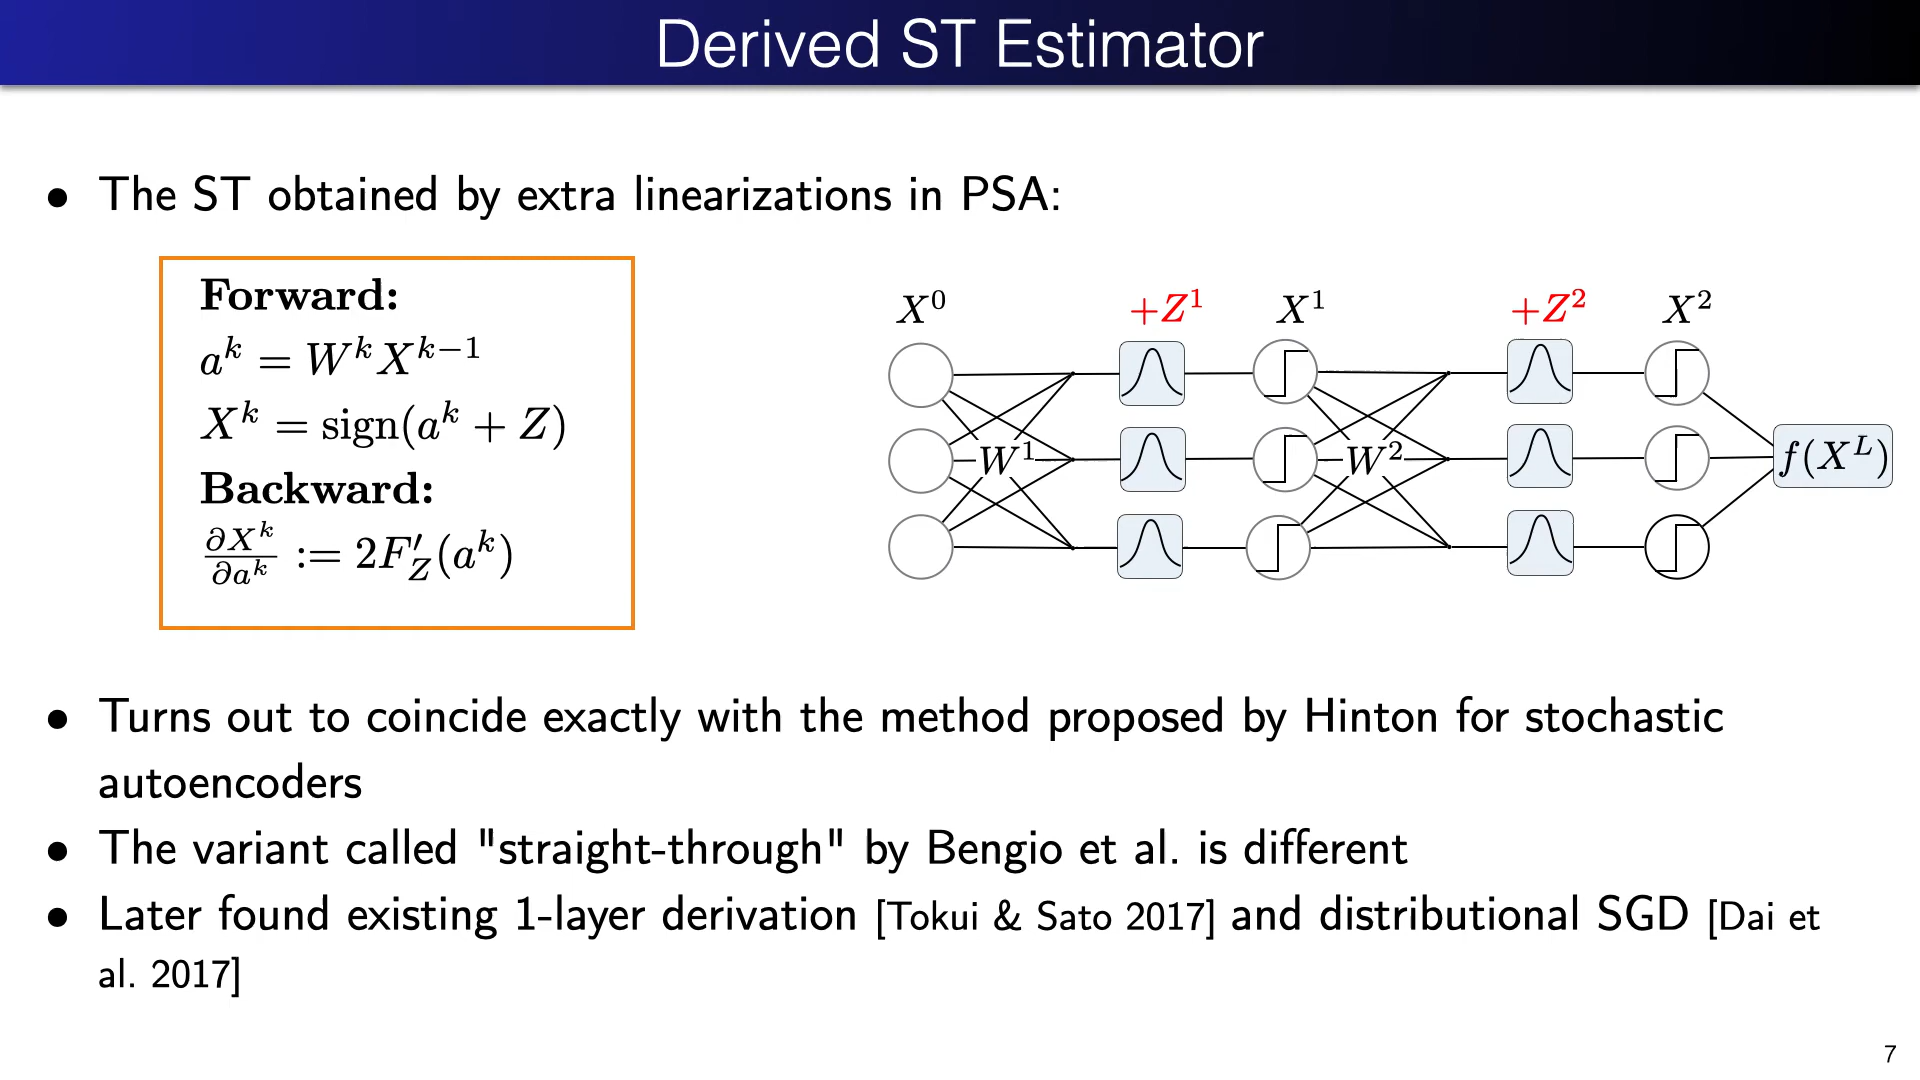 Derived ST Estimator
• The ST obtained by extra linearizations in PSA:
Forward:
a^k = W^k X^{k−1}
X^k = sign(a^k + Z)
Backward:
∂X^k/∂a^k := 2F′_Z(a^k)
X^0 +Z^1 X^1 +Z^2 X^2
W^1 W^2 f(X^L)
• Turns out to coincide exactly with the method proposed by Hinton for stochastic
autoencoders
• The variant called "straight-through" by Bengio et al. is different
• Later found existing 1-layer derivation [Tokui & Sato 2017] and distributional SGD [Dai et
al. 2017]
7